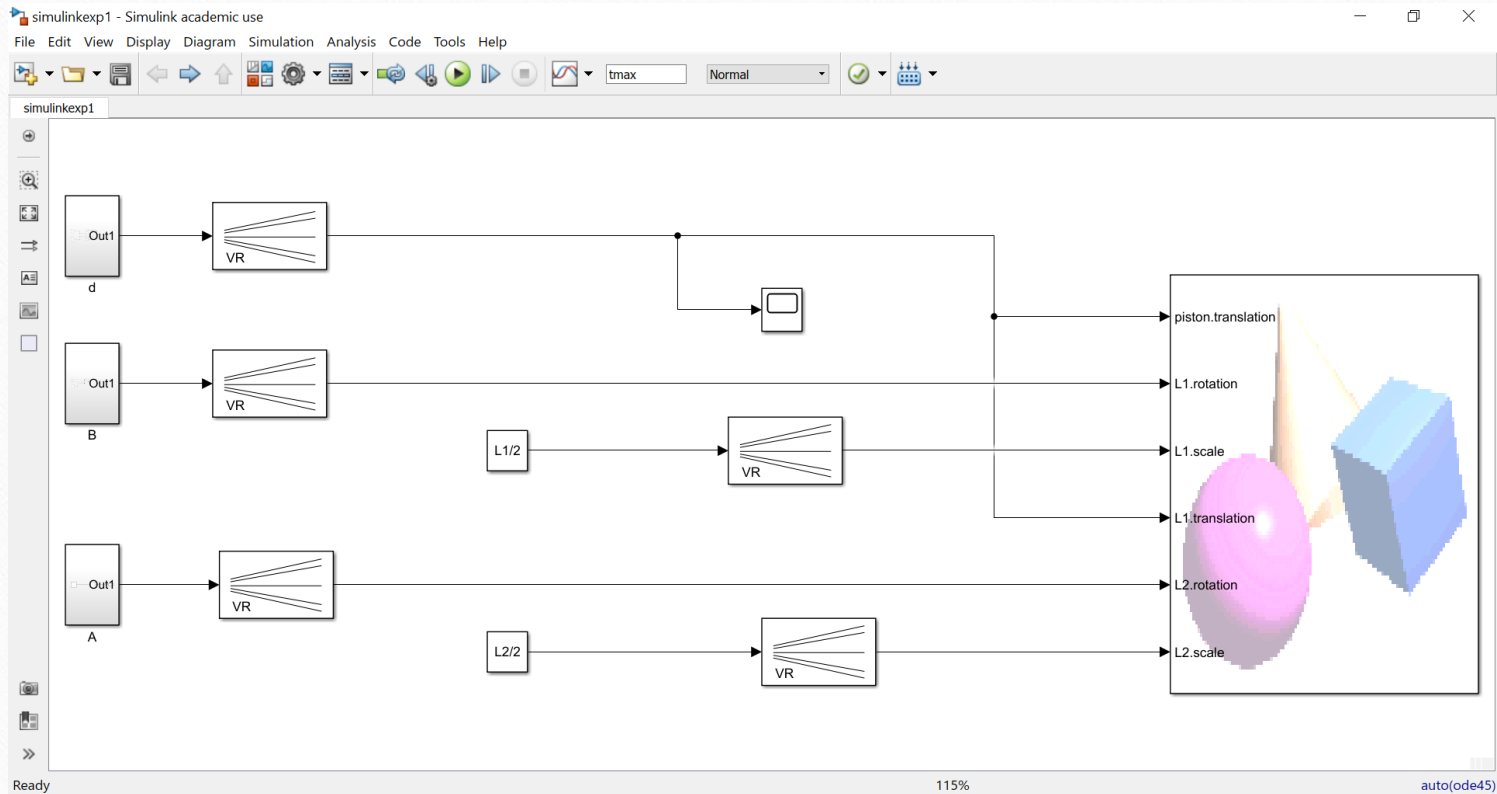 simulinkexp1 - Simulink academic use
File Edit View Display Diagram Simulation Analysis Code Tools Help
tmax Normal
simulinkexp1
Out1
d
VR
piston.translation
Out1
B
VR
L1.rotation
L1/2
VR
L1.scale
L1.translation
Out1
A
VR
L2.rotation
L2/2
VR
L2.scale
Ready 115% auto(ode45)